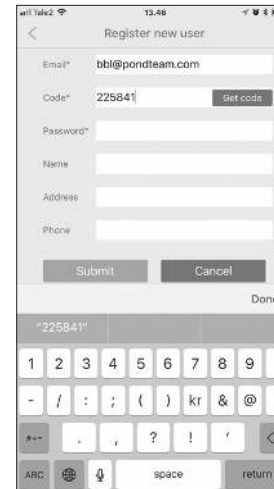 Tele2 13.46
Register new user
Email* bbl@pondteam.com
Code* 225841 Get code
Password*
Name
Address
Phone
Submit Cancel
Done
"225841"
1 2 3 4 5 6 7 8 9
- / : ; ( ) kr & @
#+= . , ? ! '
ABC space return